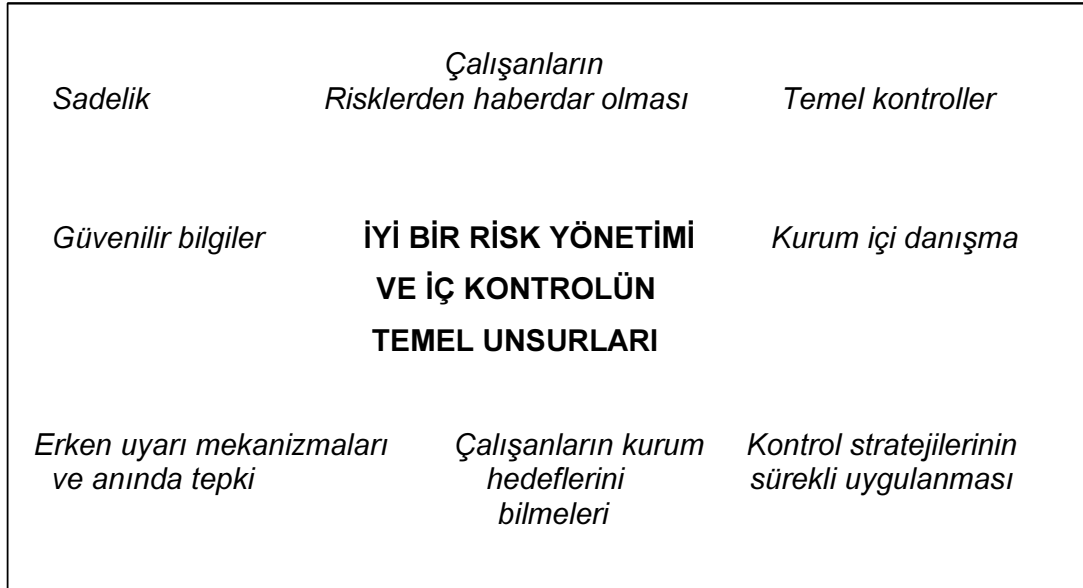 Çalışanların
Sadelik Risklerden haberdar olması Temel kontroller
Güvenilir bilgiler İYİ BİR RİSK YÖNETİMİ Kurum içi danışma
VE İÇ KONTROLÜN
TEMEL UNSURLARI
Erken uyarı mekanizmaları Çalışanların kurum Kontrol stratejilerinin
ve anında tepki hedeflerini sürekli uygulanması
bilmeleri